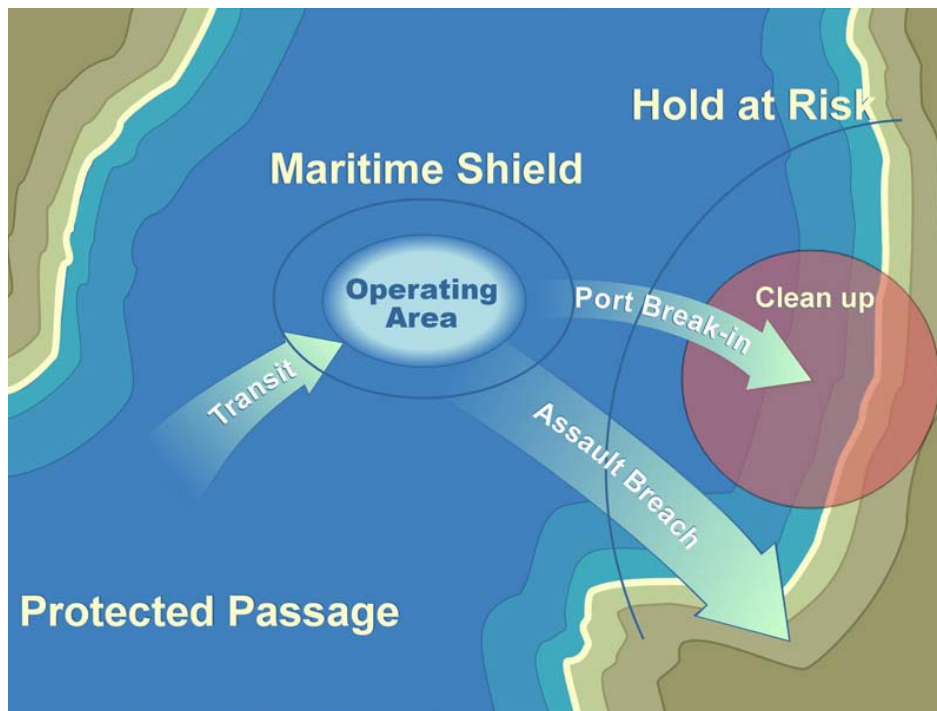 Hold at Risk
Maritime Shield
Operating
Area
Clean up
Port Break-in
Transit
Assault Breach
Protected Passage